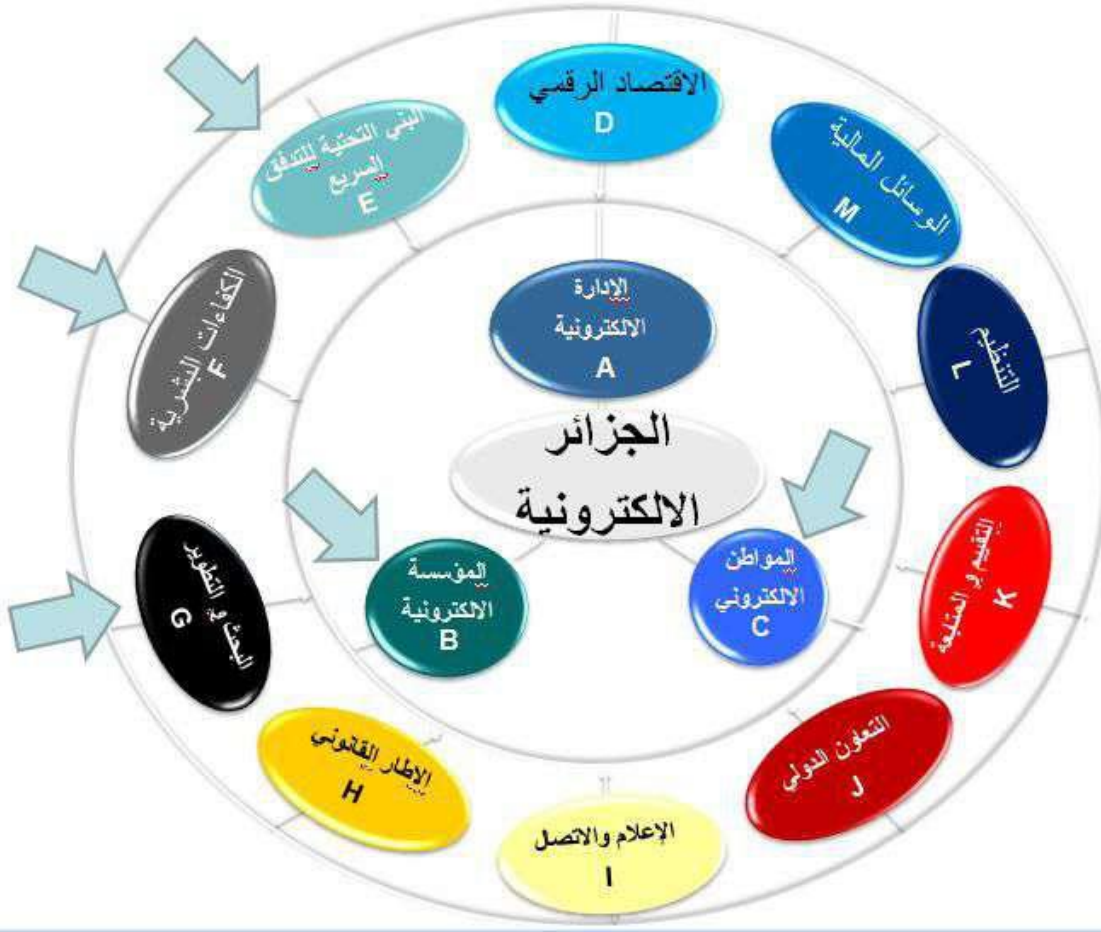 الاقتصاد الرقمي
D
البنى التحتية للتدفق
السريع
E
الوسائل المالية
M
الكفاءات البشرية
F
الإدارة
الالكترونية
A
التنظيم
L
الجزائر
الالكترونية
المؤسسة
الالكترونية
B
المواطن
الالكتروني
C
البحث و التطوير
G
التقييم و المتابعة
K
الاطار القانوني
H
التعاون الدولي
J
الإعلام والاتصال
I